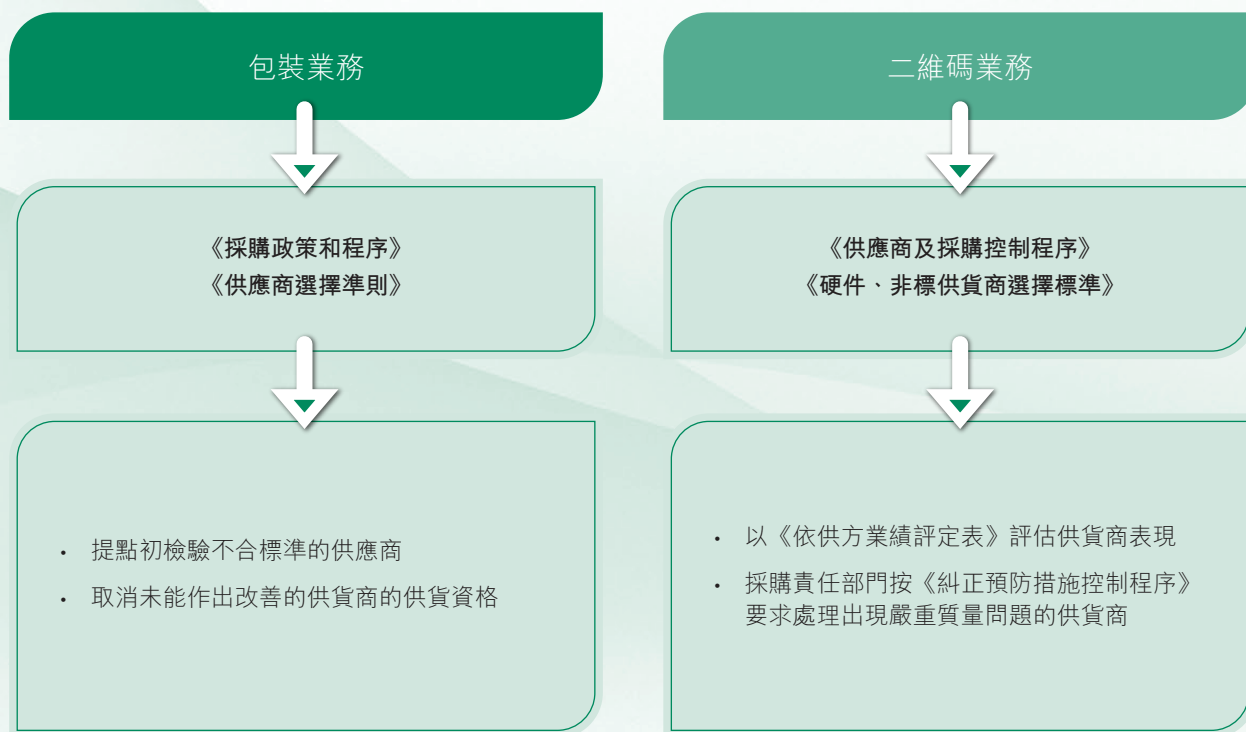 包裝業務
《採購政策和程序》
《供應商選擇準則》
• 提點初檢驗不合標準的供應商
• 取消未能作出改善的供貨商的供貨資格
二維碼業務
《供應商及採購控制程序》
《硬件、非標供貨商選擇標準》
• 以《依供方業績評定表》評估供貨商表現
• 採購責任部門按《糾正預防措施控制程序》
要求處理出現嚴重質量問題的供貨商